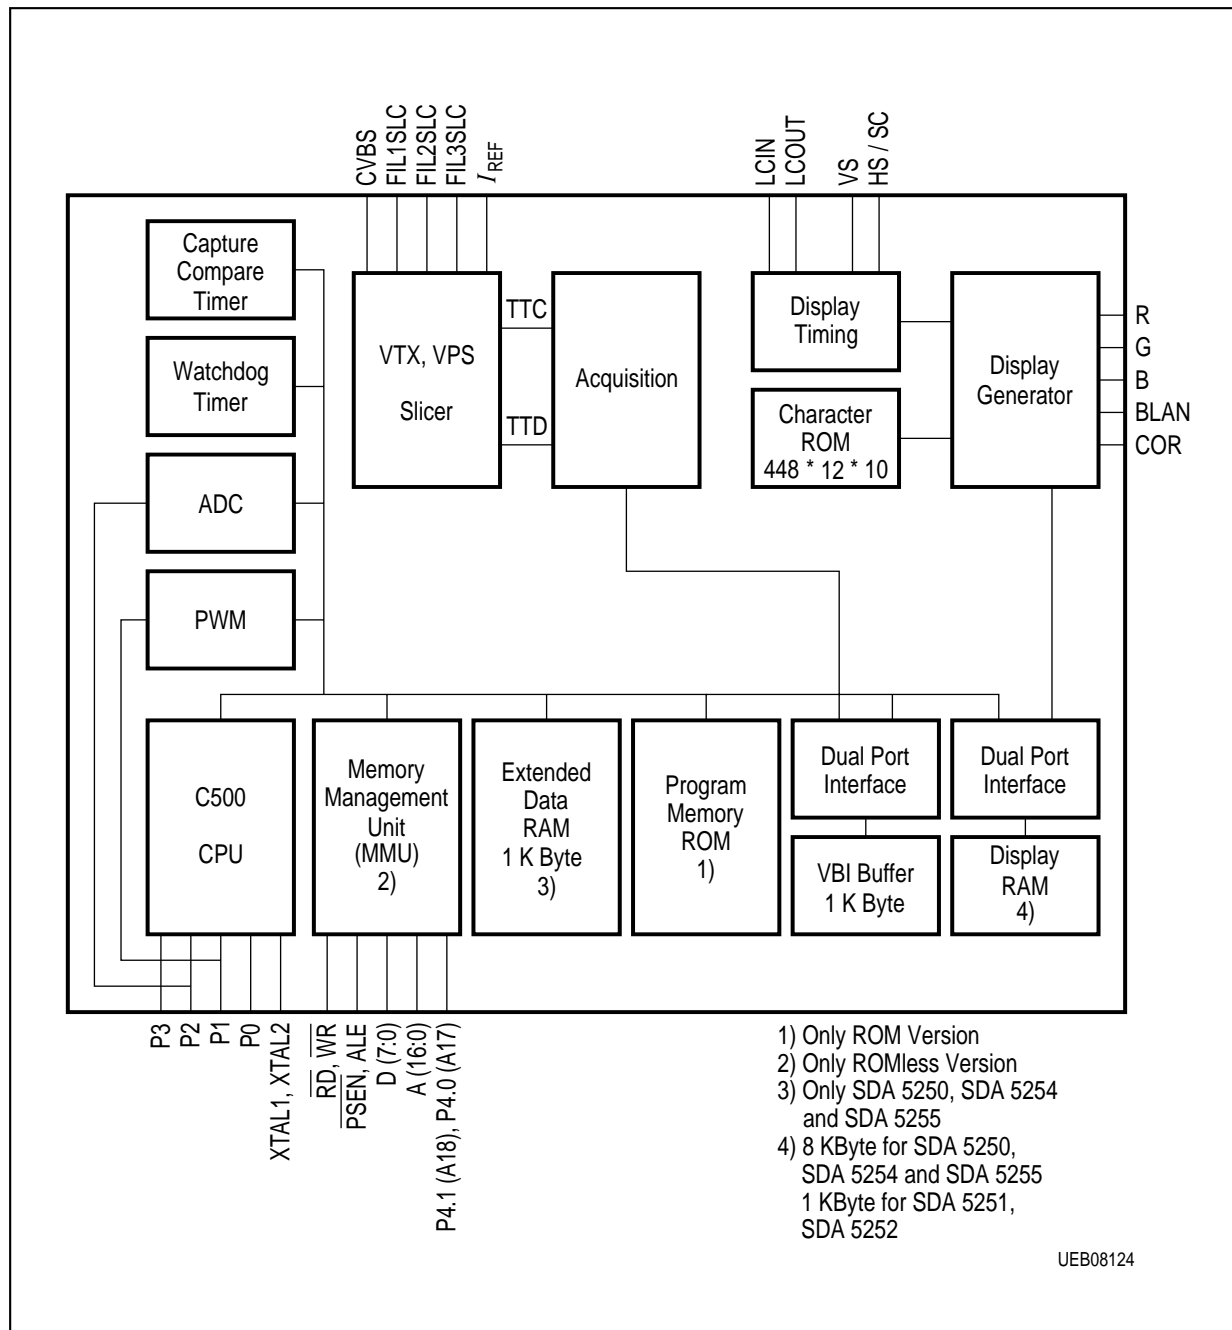 CVBS
FIL1SLC
FIL2SLC
FIL3SLC
I REF
LCIN
LCOUT
VS
HS / SC
Capture
Compare
Timer
Watchdog
Timer
ADC
PWM
VTX, VPS
Slicer
TTC
TTD
Acquisition
Display
Timing
Character
ROM
448 * 12 * 10
Display
Generator
R
G
B
BLAN
COR
C500
CPU
Memory
Management
Unit
(MMU)
2)
Extended
Data
RAM
1 K Byte
3)
Program
Memory
ROM
1)
Dual Port
Interface
VBI Buffer
1 K Byte
Dual Port
Interface
Display
RAM
4)
P3
P2
P1
P0
XTAL1, XTAL2
RD, WR
PSEN, ALE
D (7:0)
A (16:0)
P4.1 (A18), P4.0 (A17)
1) Only ROM Version
2) Only ROMless Version
3) Only SDA 5250, SDA 5254
and SDA 5255
4) 8 KByte for SDA 5250,
SDA 5254 and SDA 5255
1 KByte for SDA 5251,
SDA 5252
UEB08124